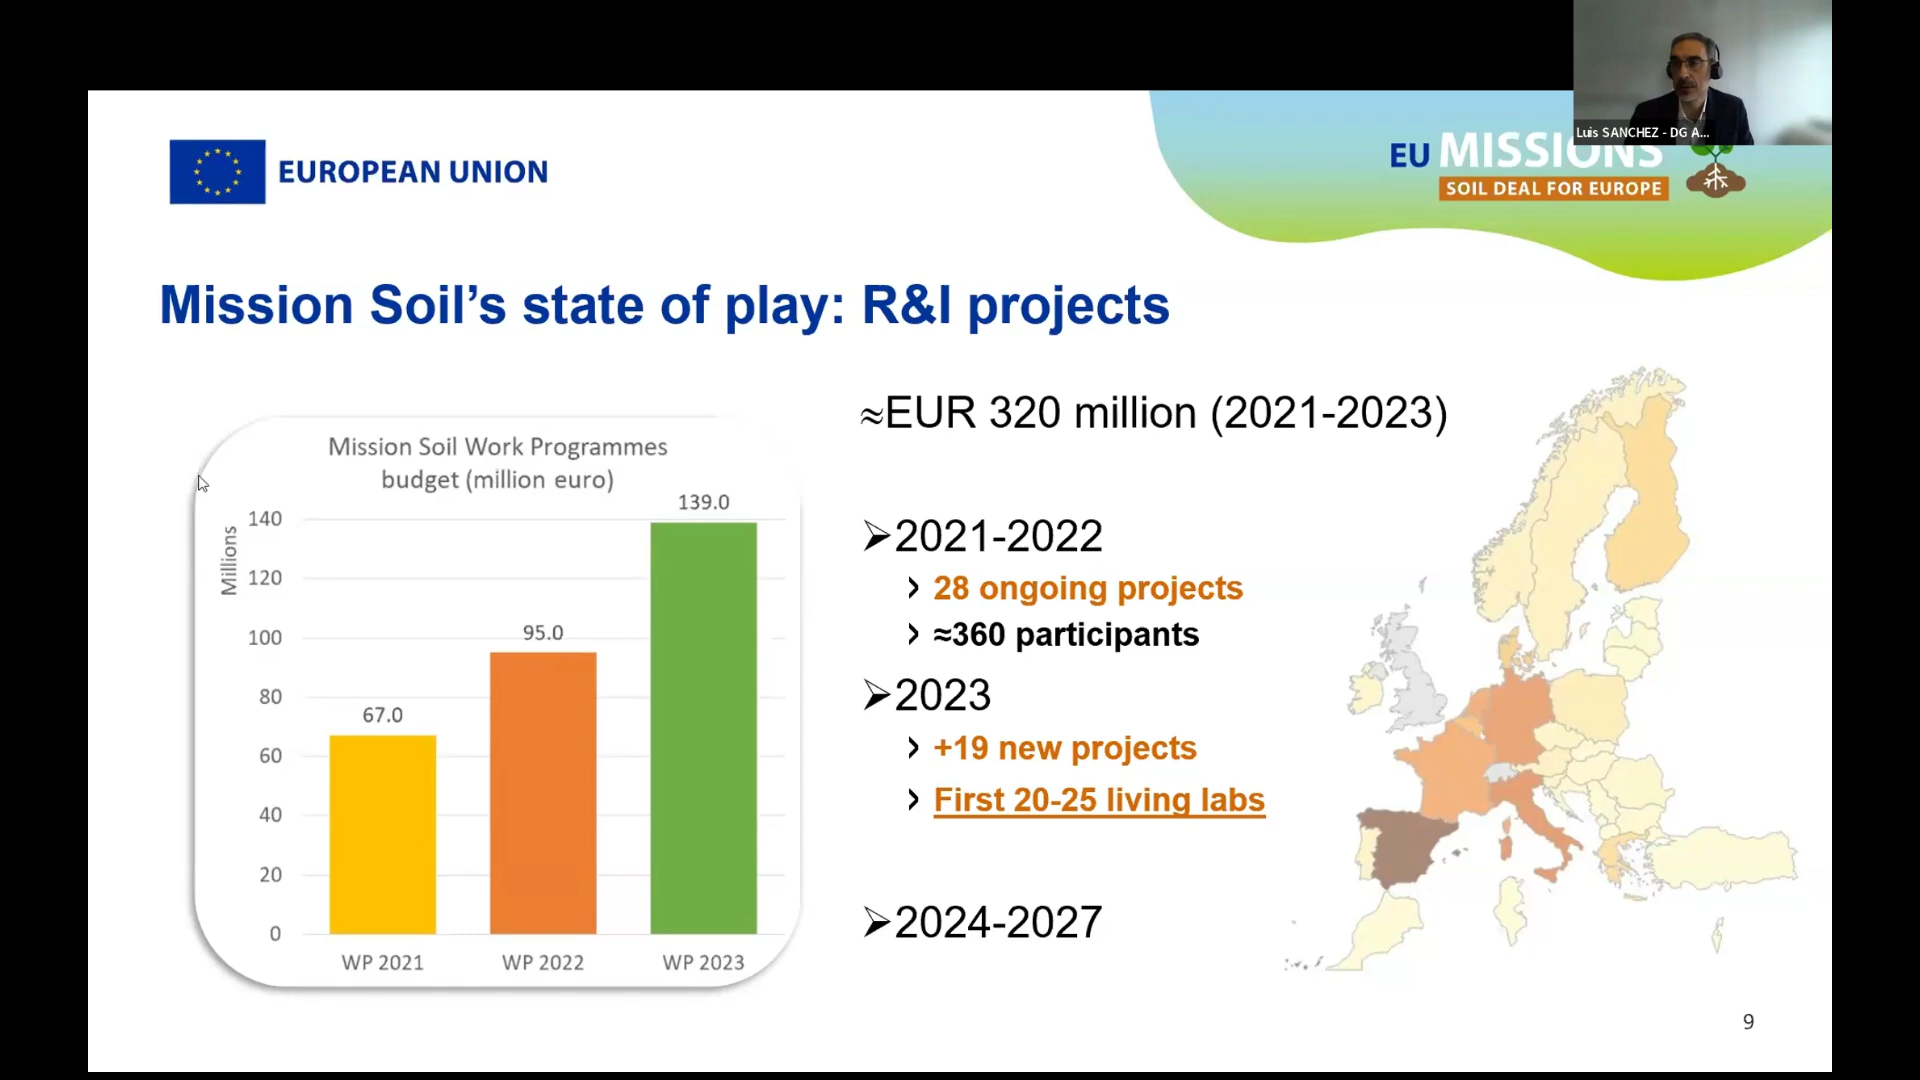 Luis SANCHEZ - DG A...
EUROPEAN UNION
EU MISSIONS
SOIL DEAL FOR EUROPE
Mission Soil’s state of play: R&I projects
Mission Soil Work Programmes
budget (million euro)
Millions
140
120
100
80
60
40
20
0
67.0
95.0
139.0
WP 2021
WP 2022
WP 2023
≈EUR 320 million (2021-2023)
➢2021-2022
› 28 ongoing projects
› ≈360 participants
➢2023
› +19 new projects
› First 20-25 living labs
➢2024-2027
9